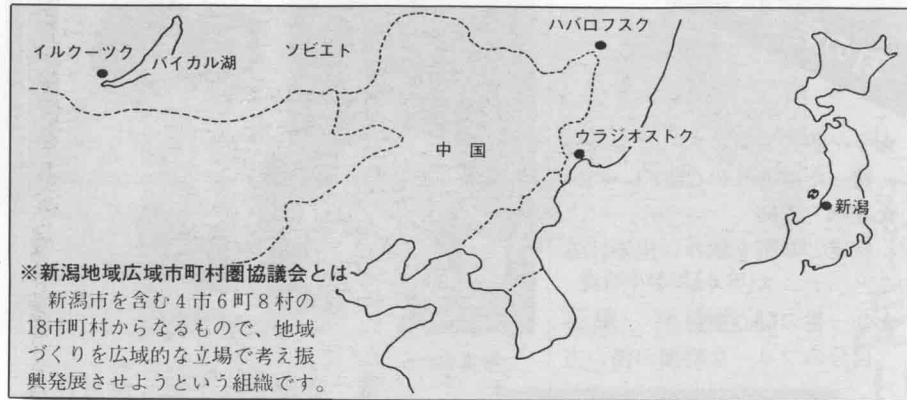 ハバロフスク
イルクーツク
バイカル湖
ソビエト
ウラジオストク
中国
新潟
※新潟地域広域市町村圏協議会とは
新潟市を含む4市6町8村の
18市町村からなるもので、地域
づくりを広域的な立場で考え振
興発展させようという組織です。